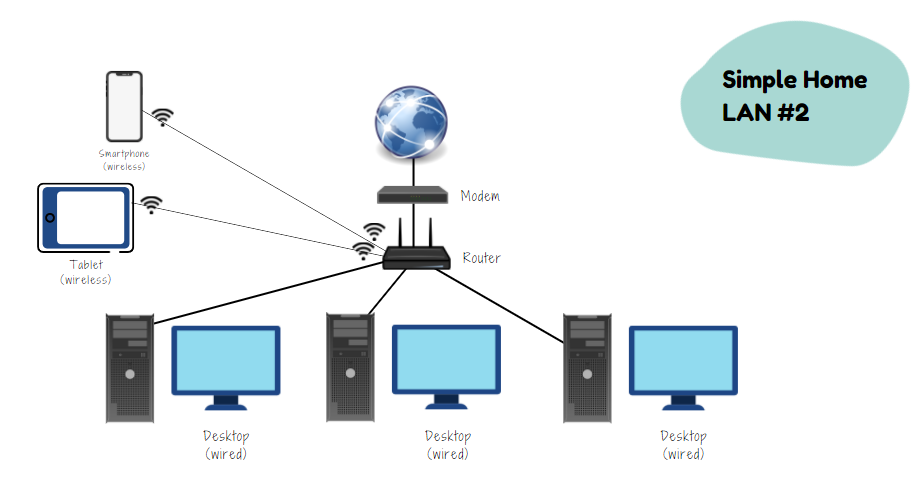 Simple Home
LAN #2
Smartphone
(wireless)
Modem
Router
Tablet
(wireless)
Desktop
(wired)
Desktop
(wired)
Desktop
(wired)